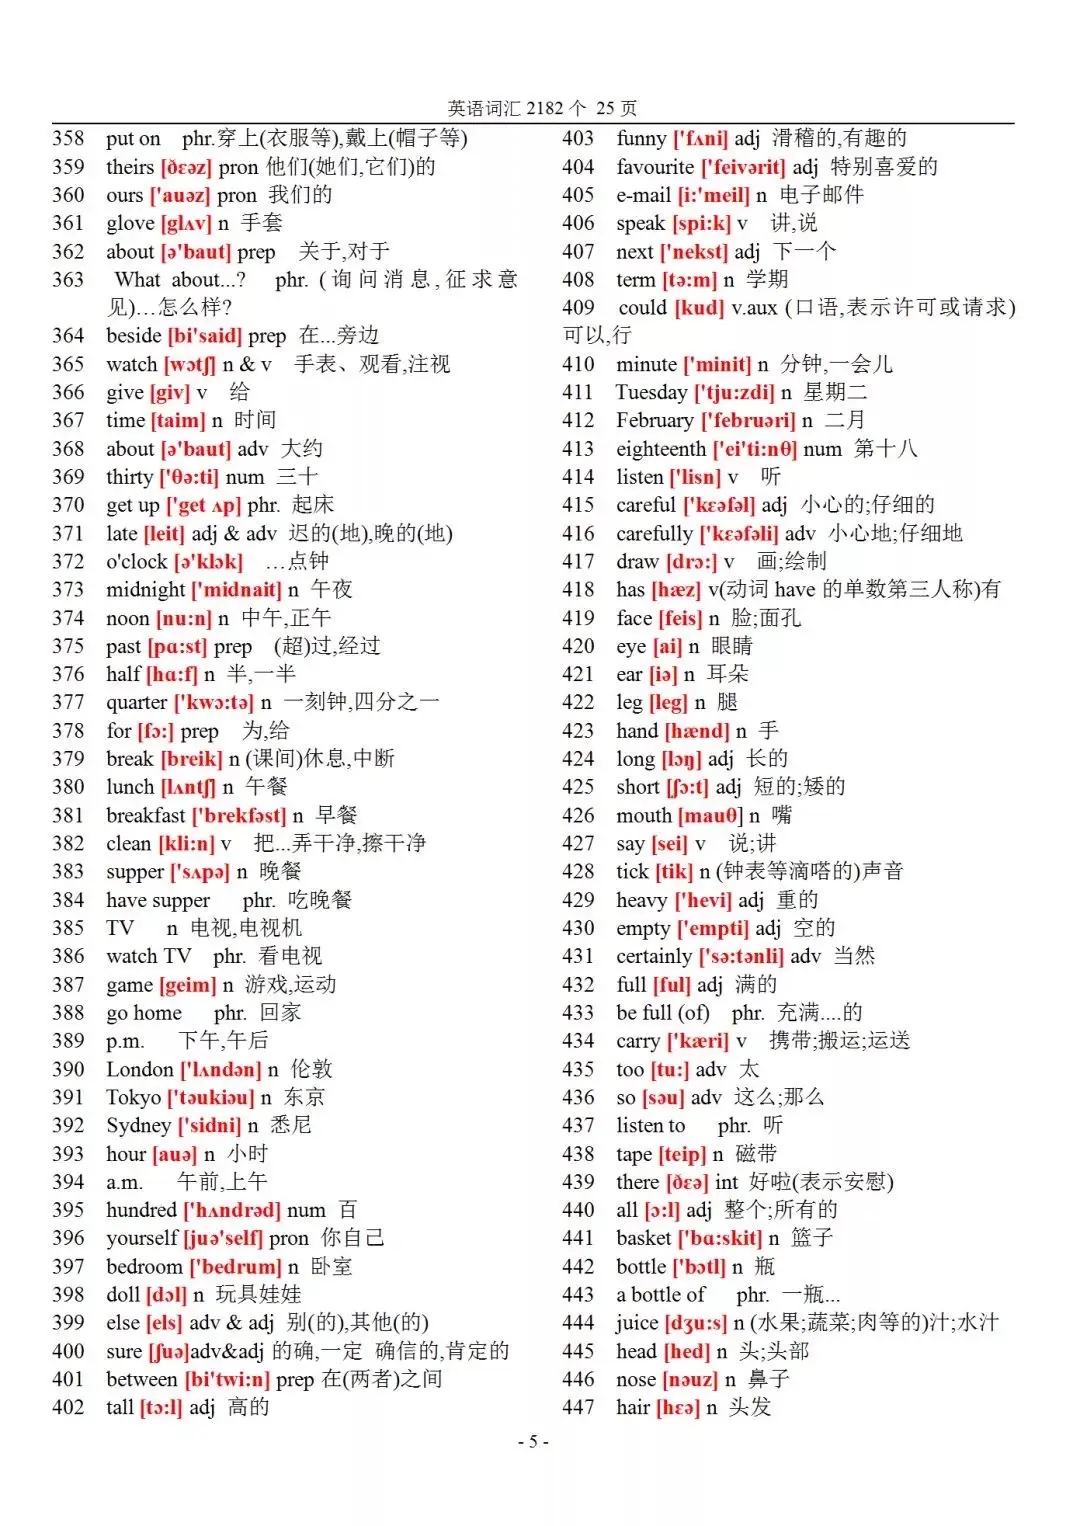 英语词汇 2182 个 25 页
358 put on phr.穿上(衣服等),戴上(帽子等)
359 theirs [ðɛəz] pron 他们(她们,它们)的
360 ours ['auəz] pron 我们的
361 glove [glʌv] n 手套
362 about [ə'baut] prep 关于,对于
363 What about...? phr. (询问消息,征求意
见)…怎么样?
364 beside [bi'said] prep 在...旁边
365 watch [wɔtʃ] n & v 手表、观看,注视
366 give [giv] v 给
367 time [taim] n 时间
368 about [ə'baut] adv 大约
369 thirty ['θə:ti] num 三十
370 get up ['get ʌp] phr. 起床
371 late [leit] adj & adv 迟的(地),晚的(地)
372 o'clock [ə'klɔk] …点钟
373 midnight ['midnait] n 午夜
374 noon [nu:n] n 中午,正午
375 past [pɑ:st] prep (超)过,经过
376 half [hɑ:f] n 半,一半
377 quarter ['kwɔ:tə] n 一刻钟,四分之一
378 for [fɔ:] prep 为,给
379 break [breik] n (课间)休息,中断
380 lunch [lʌntʃ] n 午餐
381 breakfast ['brekfəst] n 早餐
382 clean [kli:n] v 把...弄干净,擦干净
383 supper ['sʌpə] n 晚餐
384 have supper phr. 吃晚餐
385 TV n 电视,电视机
386 watch TV phr. 看电视
387 game [geim] n 游戏,运动
388 go home phr. 回家
389 p.m. 下午,午后
390 London ['lʌndən] n 伦敦
391 Tokyo ['təukiəu] n 东京
392 Sydney ['sidni] n 悉尼
393 hour [auə] n 小时
394 a.m. 午前,上午
395 hundred ['hʌndrəd] num 百
396 yourself [juə'self] pron 你自己
397 bedroom ['bedrum] n 卧室
398 doll [dɔl] n 玩具娃娃
399 else [els] adv & adj 别(的),其他(的)
400 sure [ʃuə]adv&adj 的确,一定 确信的,肯定的
401 between [bi'twi:n] prep 在(两者)之间
402 tall [tɔ:l] adj 高的
403 funny ['fʌni] adj 滑稽的,有趣的
404 favourite ['feivərit] adj 特别喜爱的
405 e-mail [i:'meil] n 电子邮件
406 speak [spi:k] v 讲,说
407 next ['nekst] adj 下一个
408 term [tə:m] n 学期
409 could [kud] v.aux (口语,表示许可或请求)
可以,行
410 minute ['minit] n 分钟,一会儿
411 Tuesday ['tju:zdi] n 星期二
412 February ['februəri] n 二月
413 eighteenth ['ei'ti:nθ] num 第十八
414 listen ['lisn] v 听
415 careful ['kɛəfəl] adj 小心的;仔细的
416 carefully ['kɛəfəli] adv 小心地;仔细地
417 draw [drɔ:] v 画;绘制
418 has [hæz] v(动词 have 的单数第三人称)有
419 face [feis] n 脸;面孔
420 eye [ai] n 眼睛
421 ear [iə] n 耳朵
422 leg [leg] n 腿
423 hand [hænd] n 手
424 long [lɔŋ] adj 长的
425 short [ʃɔ:t] adj 短的;矮的
426 mouth [mauθ] n 嘴
427 say [sei] v 说;讲
428 tick [tik] n (钟表等滴嗒的)声音
429 heavy ['hevi] adj 重的
430 empty ['empti] adj 空的
431 certainly ['sə:tənli] adv 当然
432 full [ful] adj 满的
433 be full (of) phr. 充满....的
434 carry ['kæri] v 携带;搬运;运送
435 too [tu:] adv 太
436 so [səu] adv 这么;那么
437 listen to phr. 听
438 tape [teip] n 磁带
439 there [ðɛə] int 好啦(表示安慰)
440 all [ɔ:l] adj 整个;所有的
441 basket ['bɑ:skit] n 篮子
442 bottle ['bɔtl] n 瓶
443 a bottle of phr. 一瓶...
444 juice [dʒu:s] n (水果;蔬菜;肉等的)汁;水汁
445 head [hed] n 头;头部
446 nose [nəuz] n 鼻子
447 hair [hɛə] n 头发
- 5 -